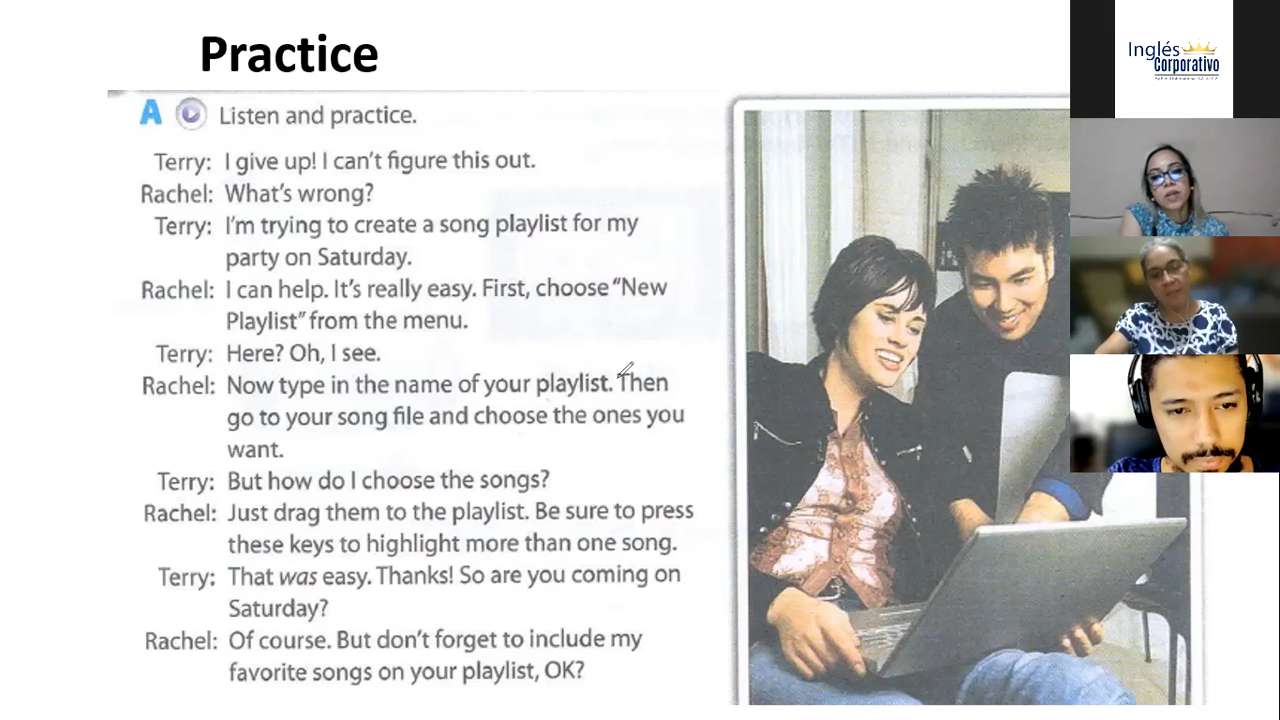 Practice
A Listen and practice.
Terry: I give up! I can't figure this out.
Rachel: What's wrong?
Terry: I'm trying to create a song playlist for my
party on Saturday.
Rachel: I can help. It's really easy. First, choose “New
Playlist” from the menu.
Terry: Here? Oh, I see.
Rachel: Now type in the name of your playlist. Then
go to your song file and choose the ones you
want.
Terry: But how do I choose the songs?
Rachel: Just drag them to the playlist. Be sure to press
these keys to highlight more than one song.
Terry: That was easy. Thanks! So are you coming on
Saturday?
Rachel: Of course. But don't forget to include my
favorite songs on your playlist, OK?
Inglés
Corporativo